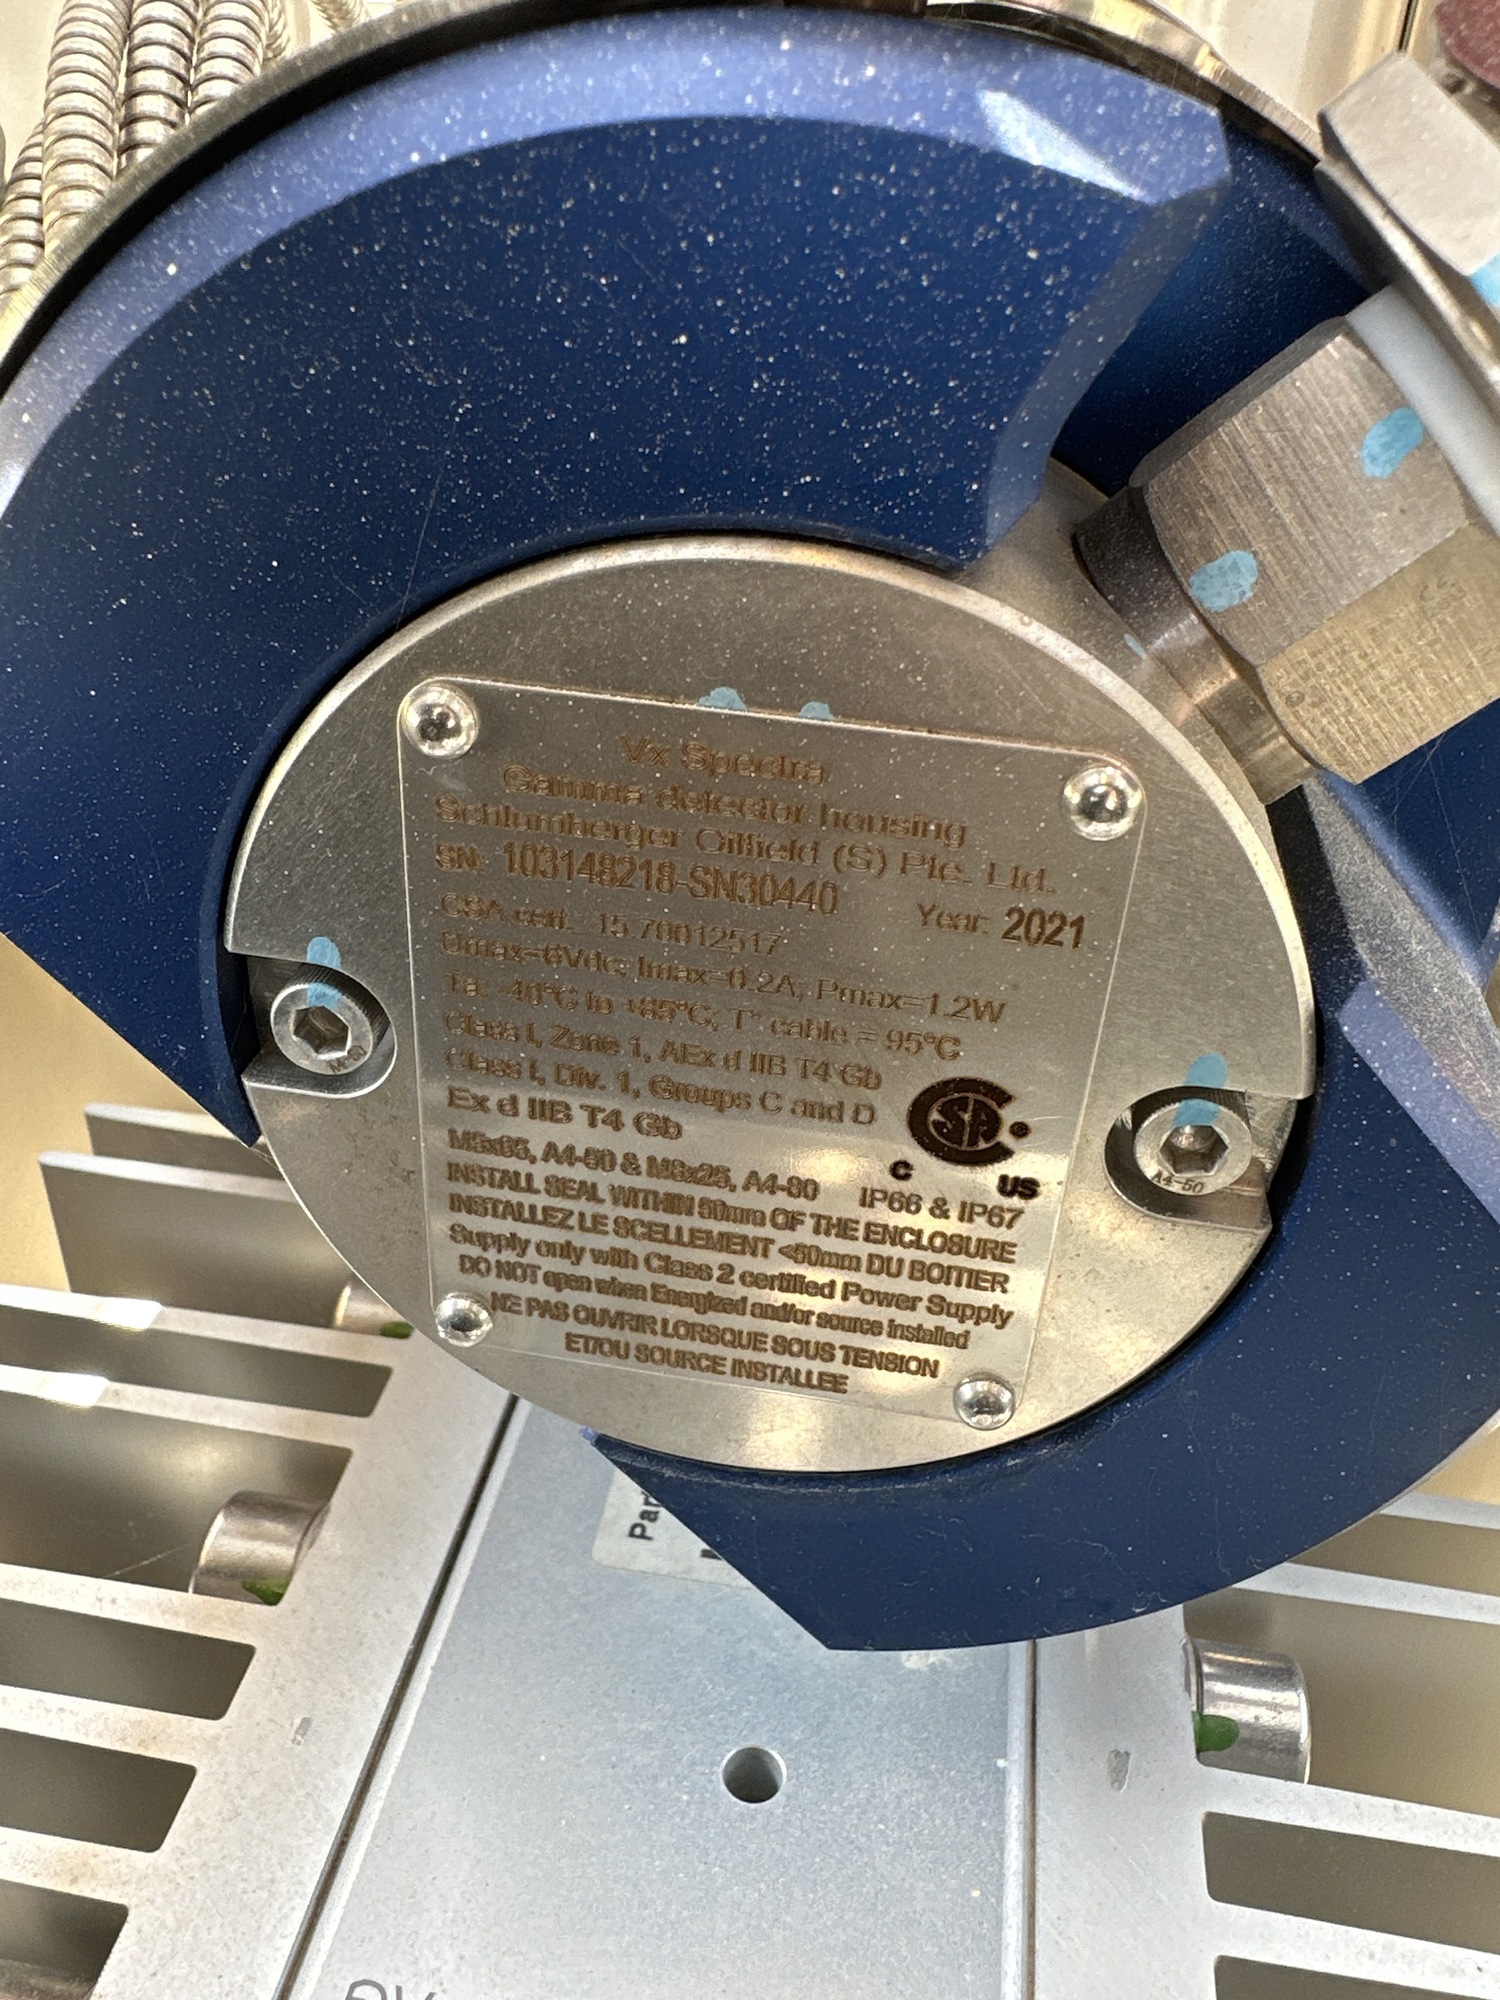 Vx Spectra
Gamma detector housing
Schlumberger Oilfield (S) Pte. Ltd.
SN: 103148218-SN30440 Year: 2021
CSA cert. 15.70012517
Umax=6Vdc; Imax=0.2A; Pmax=1.2W
Ta: -40°C to +85°C; T° cable = 95°C
Class I, Zone 1, AEx d IIB T4 Gb
Class I, Div. 1, Groups C and D
Ex d IIB T4 Gb
CSA
C US
A4-50 & A4-80 IP66 & IP67
INSTALL SEAL WITHIN 50mm OF THE ENCLOSURE
INSTALLEZ LE SCELLEMENT <50mm DU BOITIER
Supply only with Class 2 certified Power Supply
DO NOT open when Energized and/or source installed
NE PAS OUVRIR LORSQUE SOUS TENSION
ET/OU SOURCE INSTALLEE
A4-50